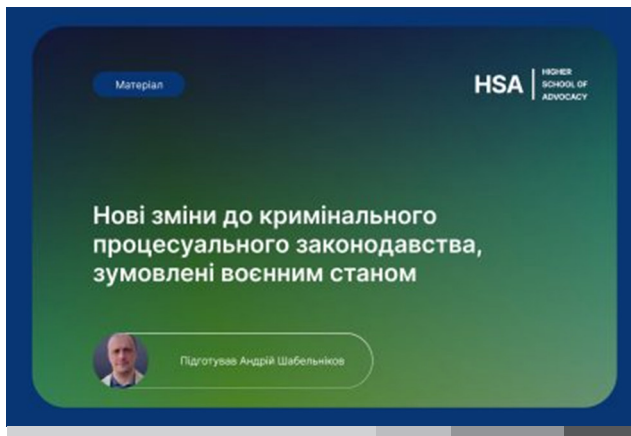 Матеріал
HSA
HIGHER
SCHOOL OF
ADVOCACY
Нові зміни до кримінального
процесуального законодавства,
зумовлені воєнним станом
Підготував Андрій Шабельніков